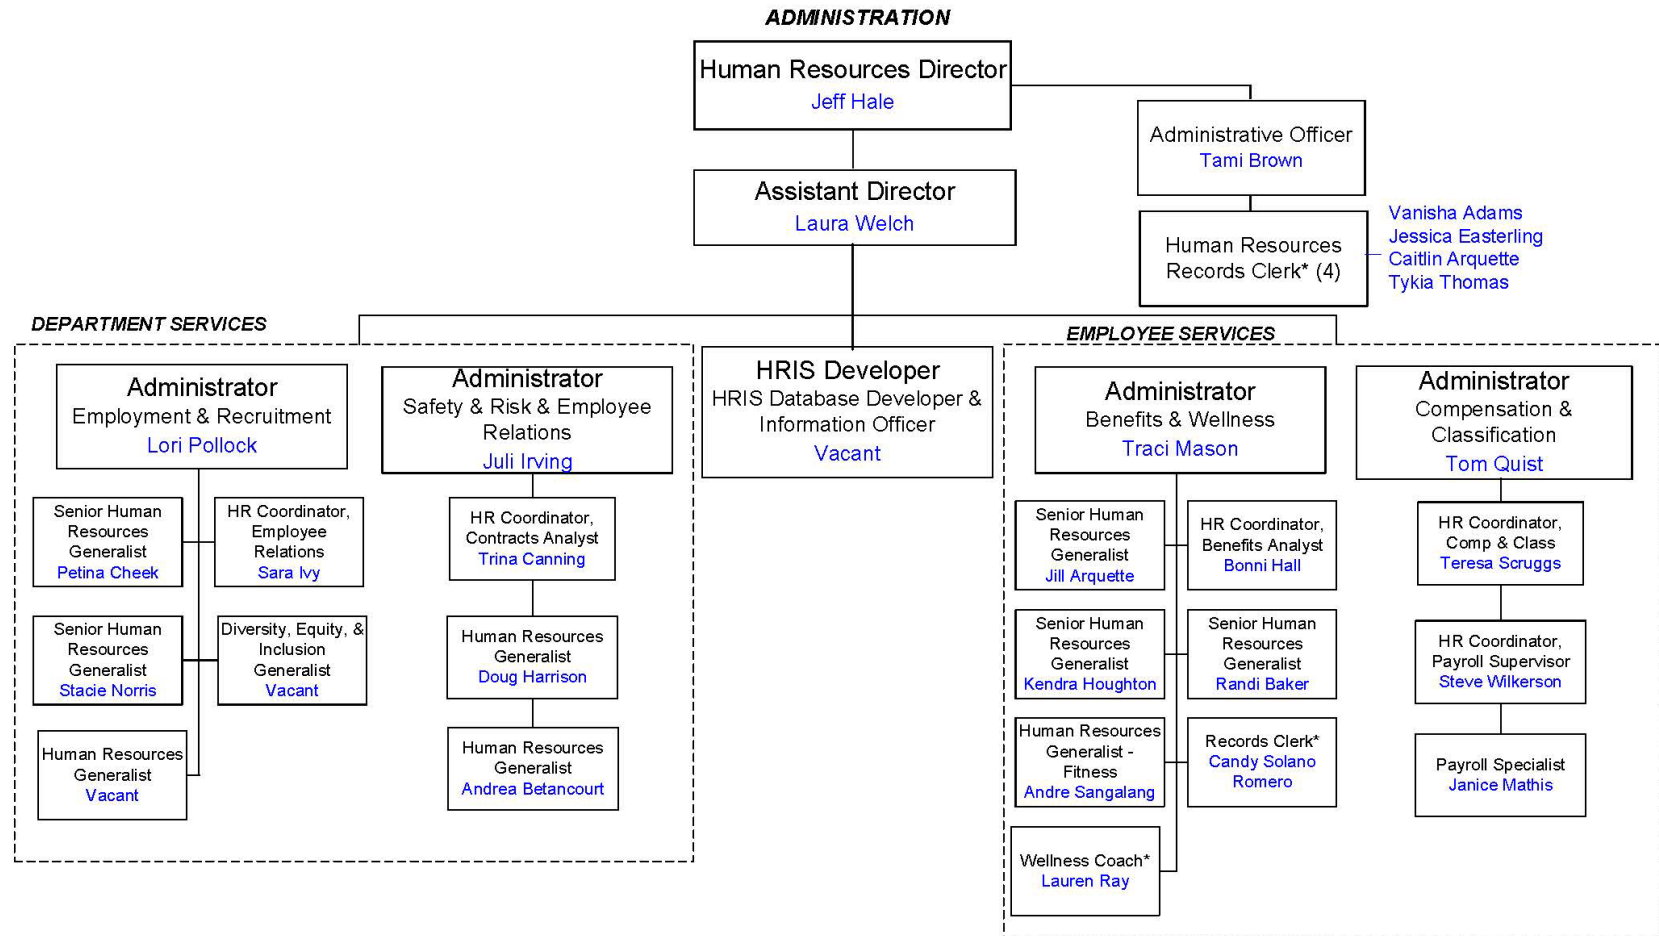 ADMINISTRATION
Human Resources Director
Jeff Hale
Administrative Officer
Tami Brown
Assistant Director
Laura Welch
Human Resources
Records Clerk* (4)
Vanisha Adams
Jessica Easterling
Caitlin Arquette
Tykia Thomas
DEPARTMENT SERVICES
Administrator
Employment & Recruitment
Lori Pollock
Administrator
Safety & Risk & Employee
Relations
Juli Irving
Senior Human
Resources
Generalist
Petina Cheek
HR Coordinator,
Employee
Relations
Sara Ivy
Senior Human
Resources
Generalist
Stacie Norris
Diversity, Equity, &
Inclusion
Generalist
Vacant
Human Resources
Generalist
Vacant
HR Coordinator,
Contracts Analyst
Trina Canning
Human Resources
Generalist
Doug Harrison
Human Resources
Generalist
Andrea Betancourt
HRIS Developer
HRIS Database Developer &
Information Officer
Vacant
EMPLOYEE SERVICES
Administrator
Benefits & Wellness
Traci Mason
Administrator
Compensation &
Classification
Tom Quist
Senior Human
Resources
Generalist
Jill Arquette
HR Coordinator,
Benefits Analyst
Bonni Hall
Senior Human
Resources
Generalist
Kendra Houghton
Senior Human
Resources
Generalist
Randi Baker
Human Resources
Generalist -
Fitness
Andre Sangalang
Records Clerk*
Candy Solano
Romero
Wellness Coach*
Lauren Ray
HR Coordinator,
Comp & Class
Teresa Scruggs
HR Coordinator,
Payroll Supervisor
Steve Wilkerson
Payroll Specialist
Janice Mathis